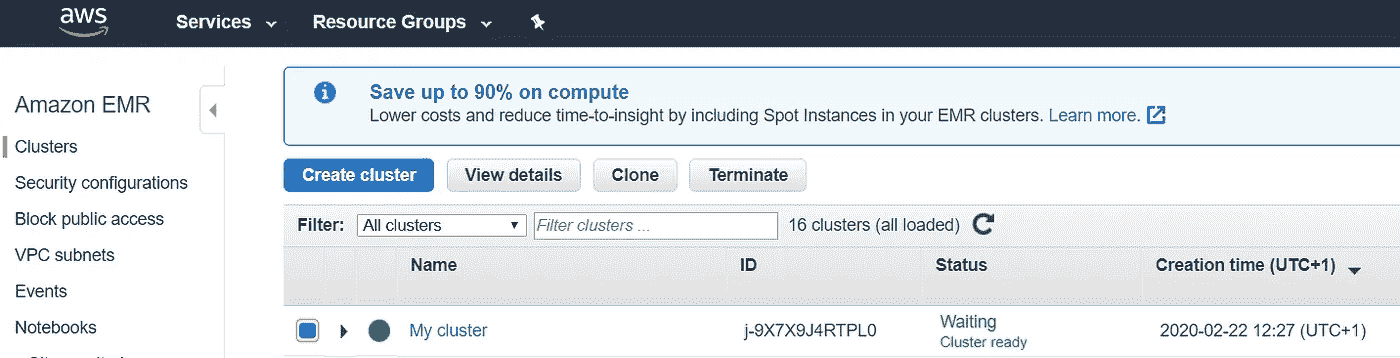 aws
Services
Resource Groups
Amazon EMR
Clusters
Security configurations
Block public access
VPC subnets
Events
Notebooks
Save up to 90% on compute
Lower costs and reduce time-to-insight by including Spot Instances in your EMR clusters. Learn more.
Create cluster
View details
Clone
Terminate
Filter:
All clusters
Filter clusters ...
16 clusters (all loaded)
Name
ID
Status
Creation time (UTC+1)
My cluster
j-9X7X9J4RTPL0
Waiting
Cluster ready
2020-02-22 12:27 (UTC+1)